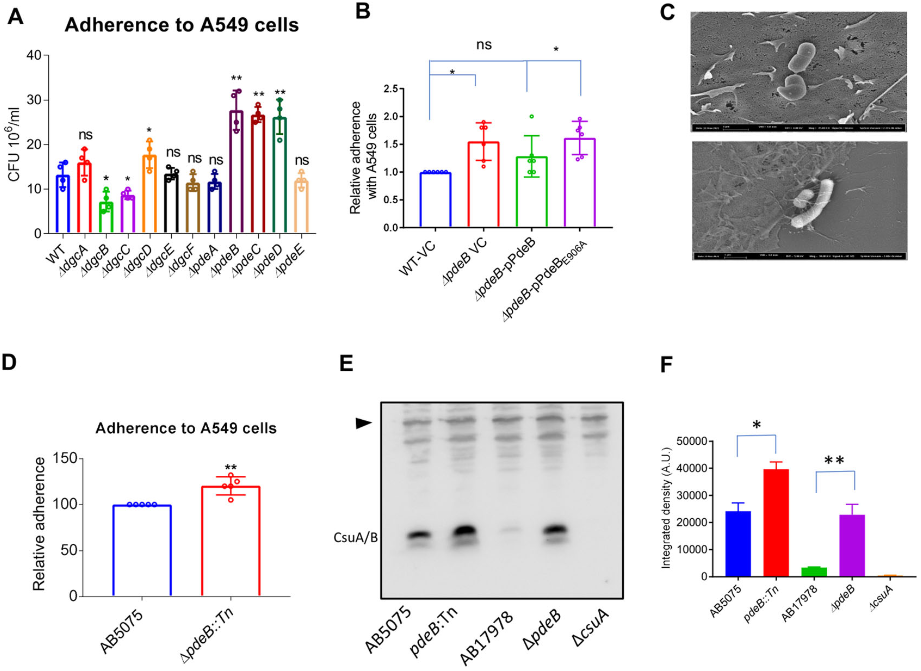 A
Adherence to A549 cells
CFU 10⁶/ml
40
30
20
10
0
ns
*
*
*
ns
ns
ns
**
**
**
ns
WT
ΔdgcA
ΔdgcB
ΔdgcC
ΔdgcD
ΔdgcE
ΔdgcF
ΔpdeA
ΔpdeB
ΔpdeC
ΔpdeD
ΔpdeE
B
Relative adherence
with A549 cells
2.5
2.0
1.5
1.0
0.5
0.0
ns
*
*
WT-VC
ΔpdeB VC
ΔpdeB-pPdeB
ΔpdeB-pPdeB_E906A
C
D
Adherence to A549 cells
Relative adherence
150
100
50
0
**
AB5075
ΔpdeB::Tn
E
CsuA/B
AB5075
pdeB:Tn
AB17978
ΔpdeB
ΔcsuA
F
Integrated density (A.U.)
50000
40000
30000
20000
10000
0
*
**
AB5075
pdeB::Tn
AB17978
ΔpdeB
ΔcsuA